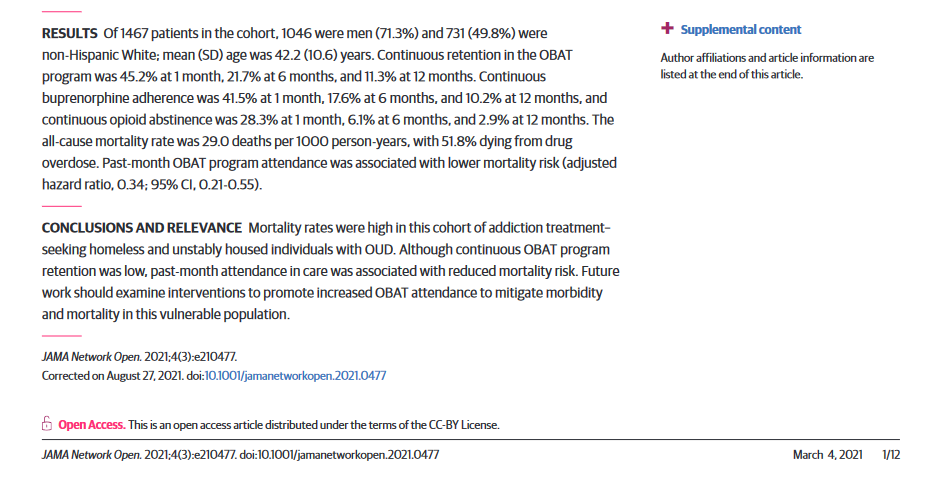 RESULTS Of 1467 patients in the cohort, 1046 were men (71.3%) and 731 (49.8%) were
non-Hispanic White; mean (SD) age was 42.2 (10.6) years. Continuous retention in the OBAT
program was 45.2% at 1 month, 21.7% at 6 months, and 11.3% at 12 months. Continuous
buprenorphine adherence was 41.5% at 1 month, 17.6% at 6 months, and 10.2% at 12 months, and
continuous opioid abstinence was 28.3% at 1 month, 6.1% at 6 months, and 2.9% at 12 months. The
all-cause mortality rate was 29.0 deaths per 1000 person-years, with 51.8% dying from drug
overdose. Past-month OBAT program attendance was associated with lower mortality risk (adjusted
hazard ratio, 0.34; 95% CI, 0.21-0.55).
CONCLUSIONS AND RELEVANCE Mortality rates were high in this cohort of addiction treatment–
seeking homeless and unstably housed individuals with OUD. Although continuous OBAT program
retention was low, past-month attendance in care was associated with reduced mortality risk. Future
work should examine interventions to promote increased OBAT attendance to mitigate morbidity
and mortality in this vulnerable population.
JAMA Network Open. 2021;4(3):e210477.
Corrected on August 27, 2021. doi:10.1001/jamanetworkopen.2021.0477
+ Supplemental content
Author affiliations and article information are
listed at the end of this article.
Open Access. This is an open access article distributed under the terms of the CC-BY License.
JAMA Network Open. 2021;4(3):e210477. doi:10.1001/jamanetworkopen.2021.0477
March 4, 2021 1/12